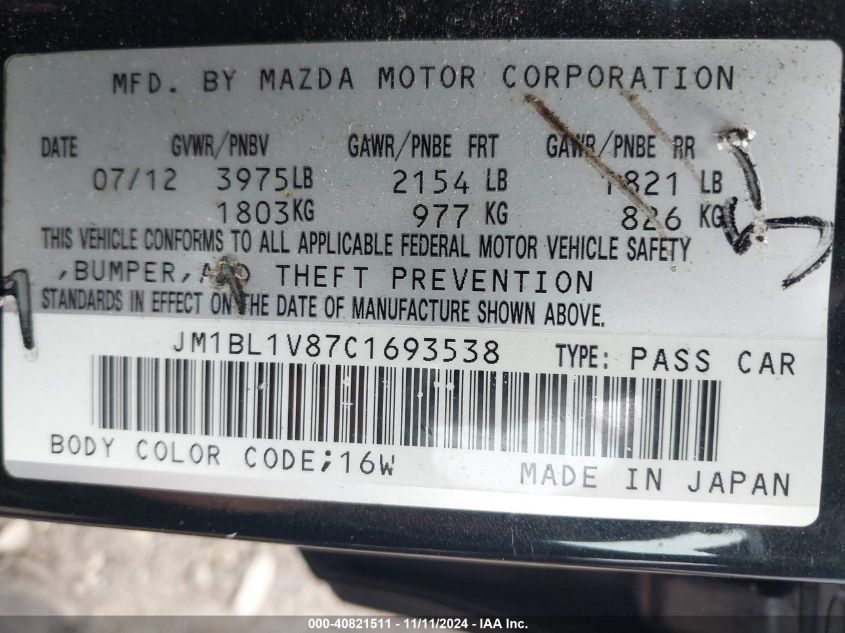 MFD. BY MAZDA MOTOR CORPORATION
DATE GVWR/PNBV GAWR/PNBE FRT GAWR/PNBE RR
07/12 3975LB 2154 LB 1821 LB
1803KG 977 KG 826 KG
THIS VEHICLE CONFORMS TO ALL APPLICABLE FEDERAL MOTOR VEHICLE SAFETY
,BUMPER, AND THEFT PREVENTION
STANDARDS IN EFFECT ON THE DATE OF MANUFACTURE SHOWN ABOVE.
JM1BL1V87C1693538 TYPE: PASS CAR
BODY COLOR CODE;16W MADE IN JAPAN
000-40821511 - 11/11/2024 - IAA Inc.